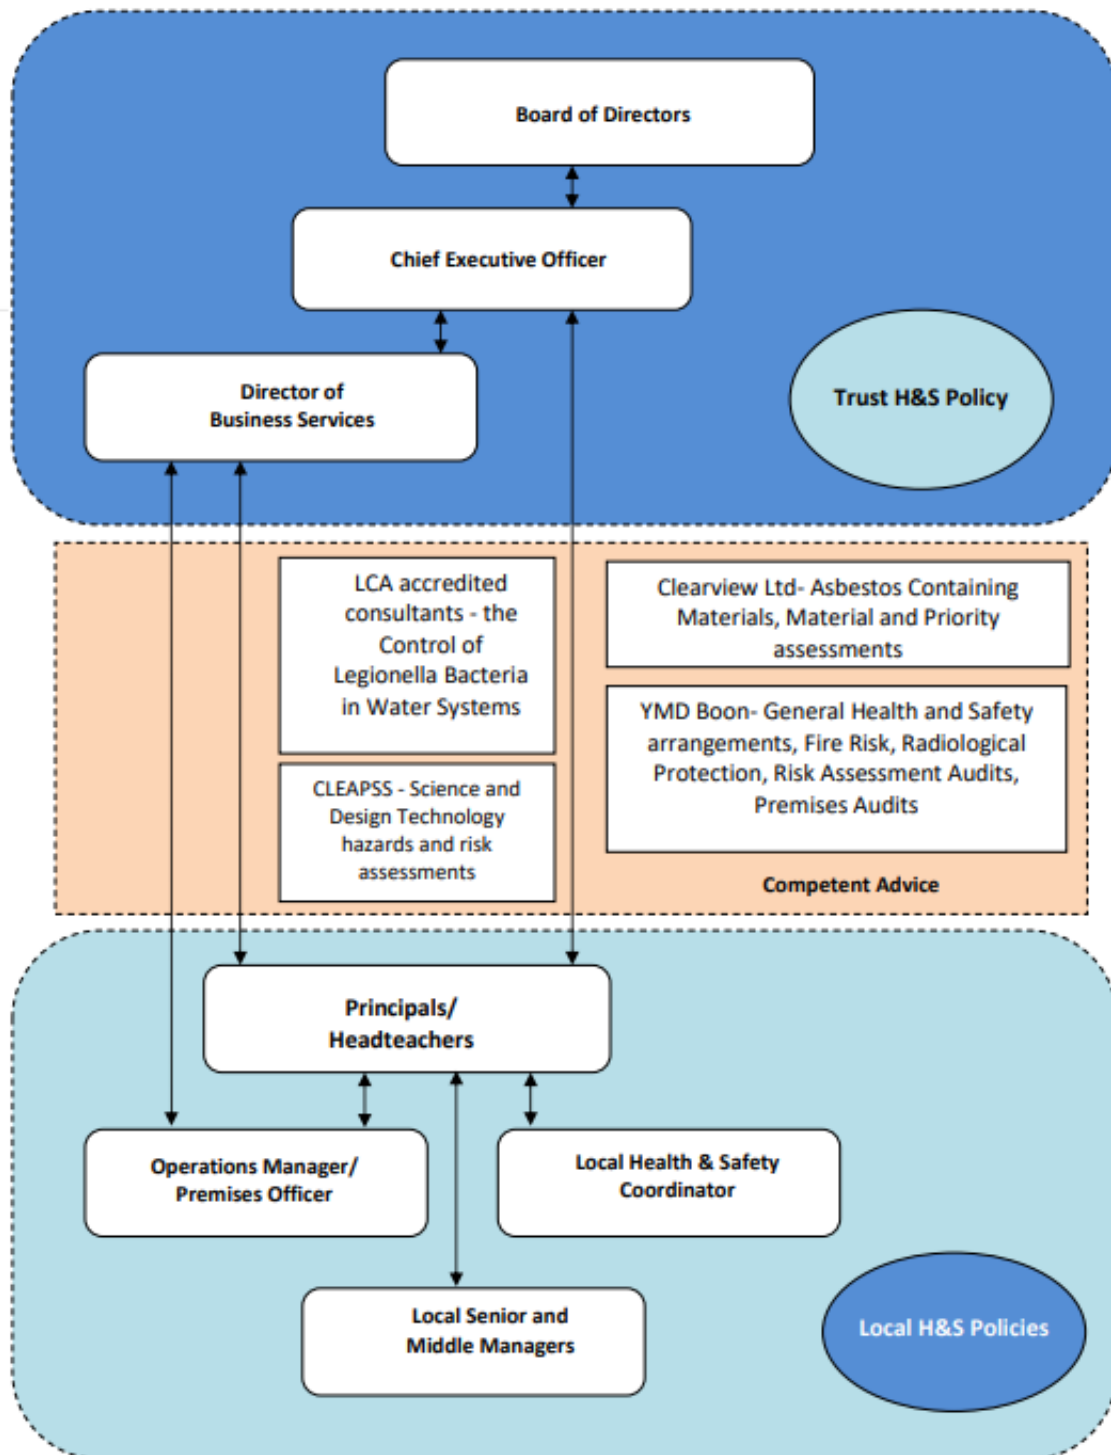 Board of Directors
Chief Executive Officer
Director of
Business Services
Trust H&S Policy
LCA accredited
consultants - the
Control of
Legionella Bacteria
in Water Systems
Clearview Ltd- Asbestos Containing
Materials, Material and Priority
assessments
CLEAPSS - Science and
Design Technology
hazards and risk
assessments
YMD Boon- General Health and Safety
arrangements, Fire Risk, Radiological
Protection, Risk Assessment Audits,
Premises Audits
Competent Advice
Principals/
Headteachers
Operations Manager/
Premises Officer
Local Health & Safety
Coordinator
Local Senior and
Middle Managers
Local H&S Policies